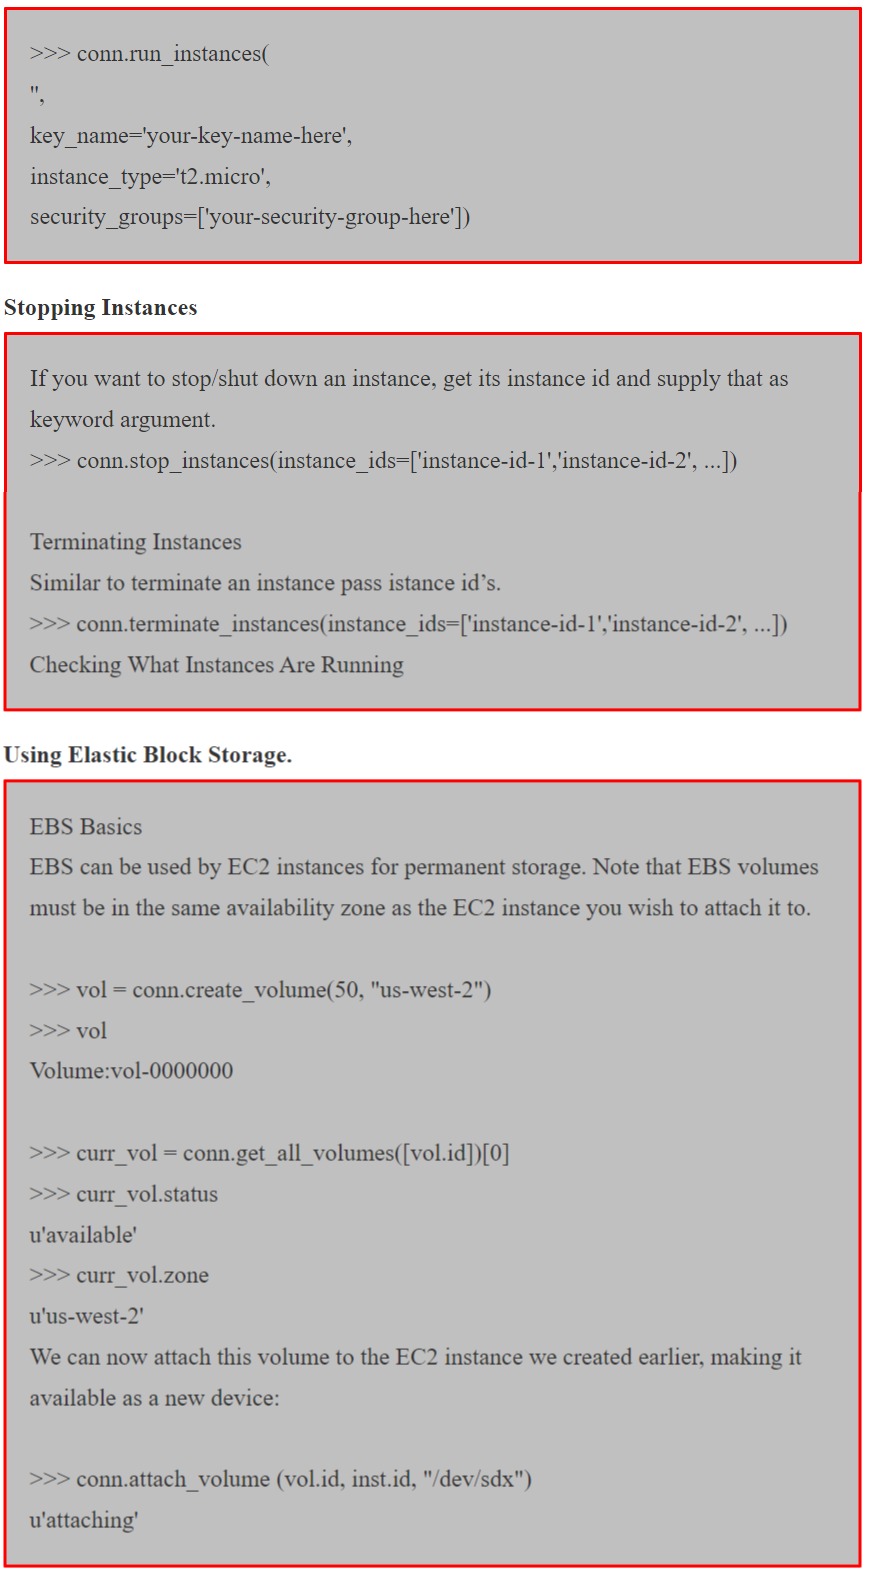 >>> conn.run_instances(
'',
key_name='your-key-name-here',
instance_type='t2.micro',
security_groups=['your-security-group-here'])
Stopping Instances
If you want to stop/shut down an instance, get its instance id and supply that as
keyword argument.
>>> conn.stop_instances(instance_ids=['instance-id-1','instance-id-2', ...])
Terminating Instances
Similar to terminate an instance pass istance id’s.
>>> conn.terminate_instances(instance_ids=['instance-id-1','instance-id-2', ...])
Checking What Instances Are Running
Using Elastic Block Storage.
EBS Basics
EBS can be used by EC2 instances for permanent storage. Note that EBS volumes
must be in the same availability zone as the EC2 instance you wish to attach it to.
>>> vol = conn.create_volume(50, "us-west-2")
>>> vol
Volume:vol-0000000
>>> curr_vol = conn.get_all_volumes([vol.id])[0]
>>> curr_vol.status
u'available'
>>> curr_vol.zone
u'us-west-2'
We can now attach this volume to the EC2 instance we created earlier, making it
available as a new device:
>>> conn.attach_volume (vol.id, inst.id, "/dev/sdx")
u'attaching'